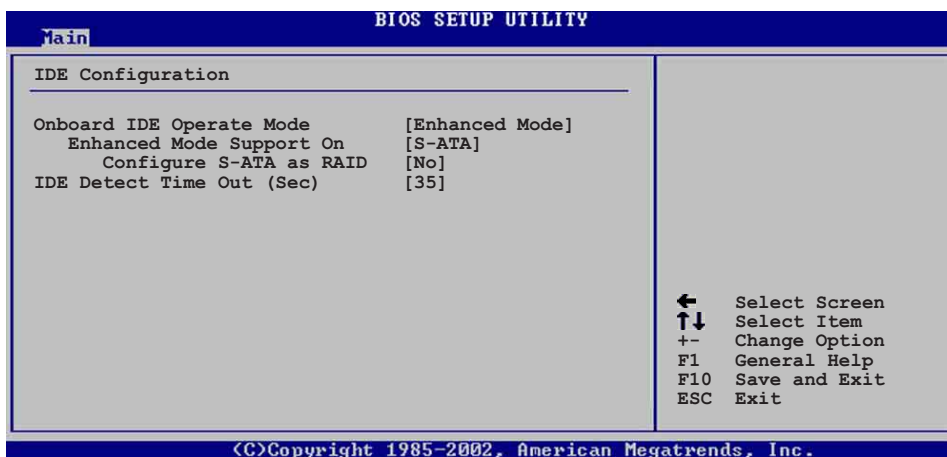 BIOS SETUP UTILITY
Main
IDE Configuration
Onboard IDE Operate Mode [Enhanced Mode]
Enhanced Mode Support On [S-ATA]
Configure S-ATA as RAID [No]
IDE Detect Time Out (Sec) [35]
← Select Screen
↑↓ Select Item
+- Change Option
F1 General Help
F10 Save and Exit
ESC Exit
(C)Copyright 1985-2002, American Megatrends, Inc.